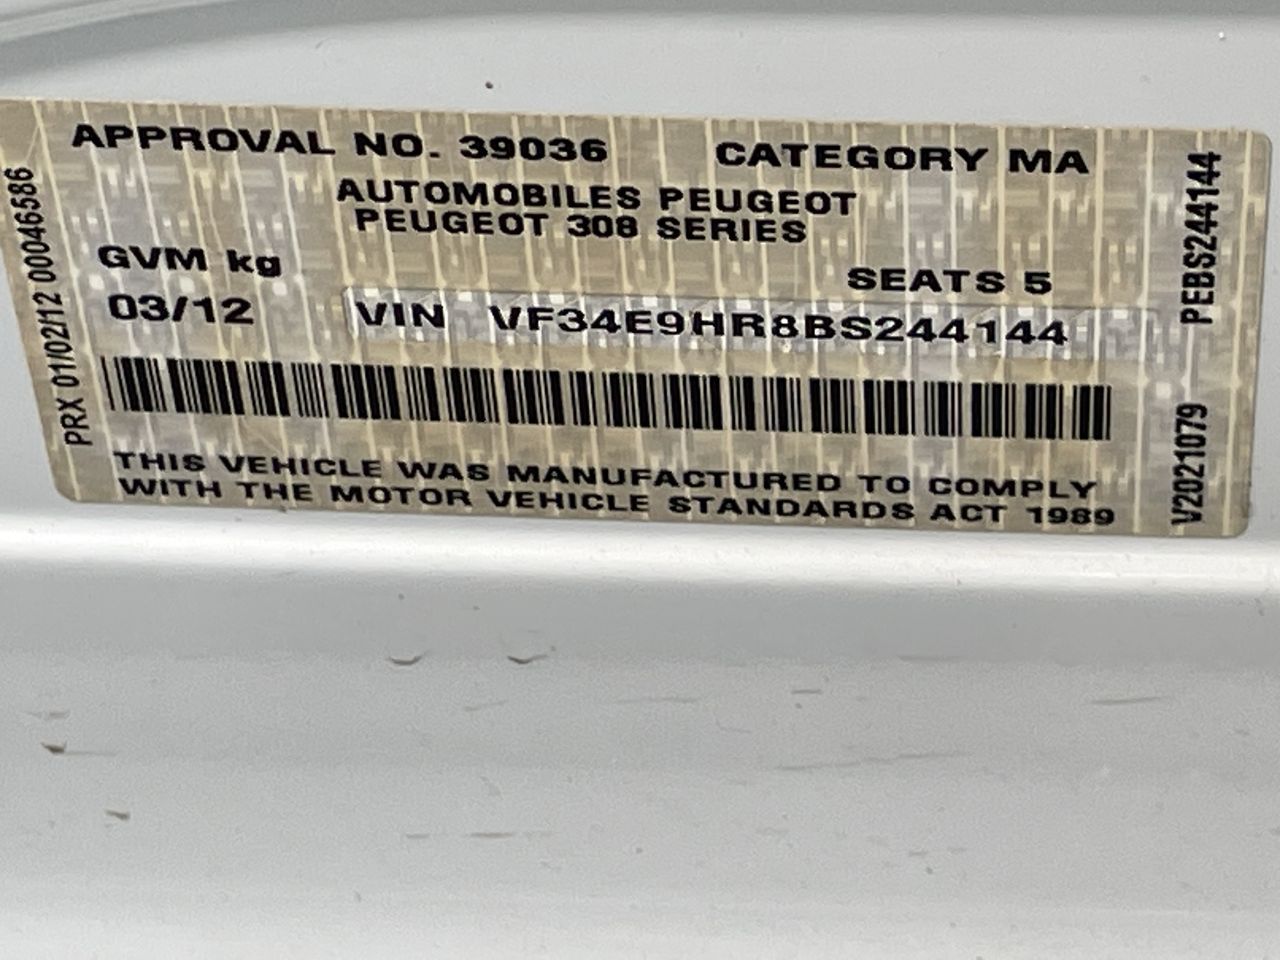 APPROVAL NO. 39036 CATEGORY MA
AUTOMOBILES PEUGEOT
PEUGEOT 308 SERIES
GVM kg
SEATS 5
03/12 VIN VF34E9HR8BS244144
THIS VEHICLE WAS MANUFACTURED TO COMPLY
WITH THE MOTOR VEHICLE STANDARDS ACT 1989
PRX 01/02/12 00046586
PEBS244144
V2021079